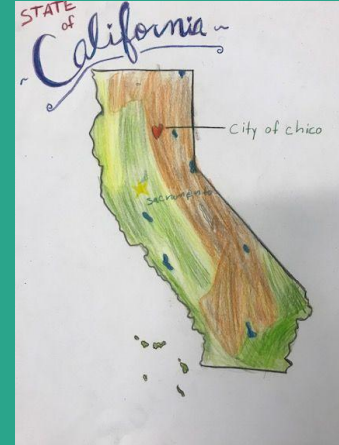 STATE
of
~ California ~
City of chico
Sacramento